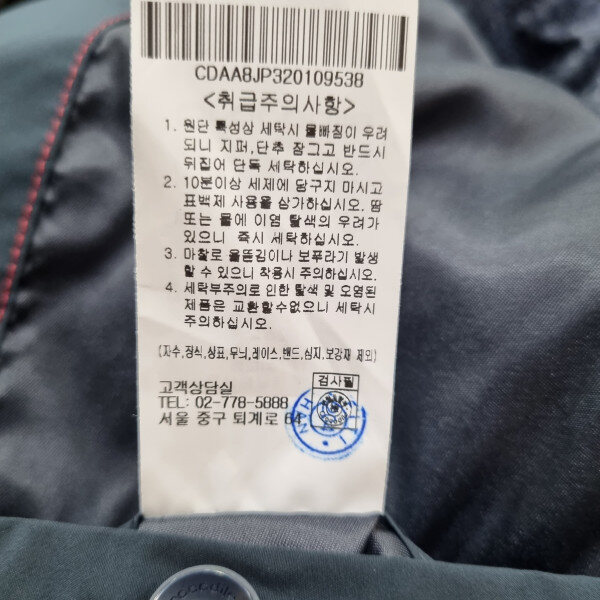 CDAA8JP320109538
<취급주의사항>
1. 원단 특성상 세탁시 물빠짐이 우려
되니 지퍼,단추 잠그고 반드시
뒤집어 단독 세탁하십시오.
2. 10분이상 세제에 담구지 마시고
표백제 사용을 삼가하십시오. 땀
또는 물에 이염 탈색의 우려가
있으니 즉시 세탁하십시오.
3. 마찰로 올뜯김이나 보푸라기 발생
할 수 있으니 착용시 주의하십시오.
4. 세탁부주의로 인한 탈색 및 오염된
제품은 교환할수없으니 세탁시
주의하십시오.
(자수,장식,상표,무늬,레이스,밴드,심지,보강재 제외)
고객상담실
TEL: 02-778-5888
서울 중구 퇴계로 64
검사필